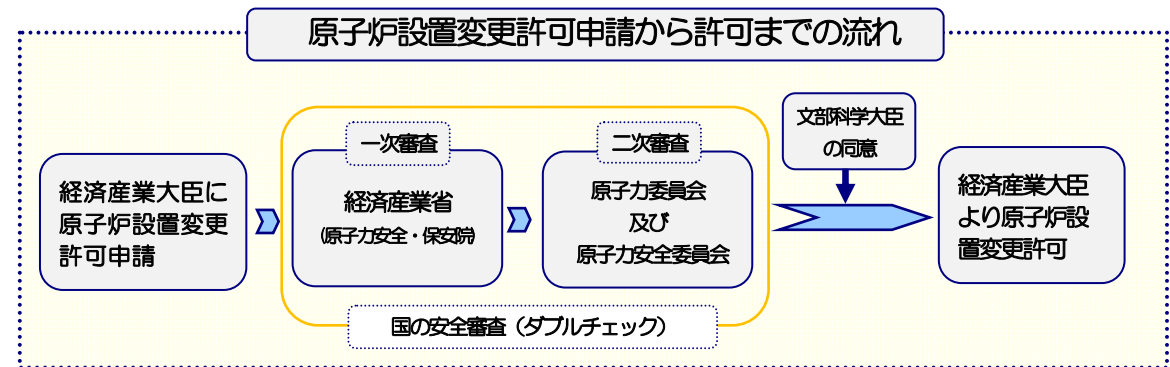 原子炉設置変更許可申請から許可までの流れ
経済産業大臣に
原子炉設置変更
許可申請
一次審査
経済産業省
(原子力安全・保安院)
二次審査
原子力委員会
及び
原子力安全委員会
国の安全審査（ダブルチェック）
文部科学大臣
の同意
経済産業大臣
より原子炉設
置変更許可